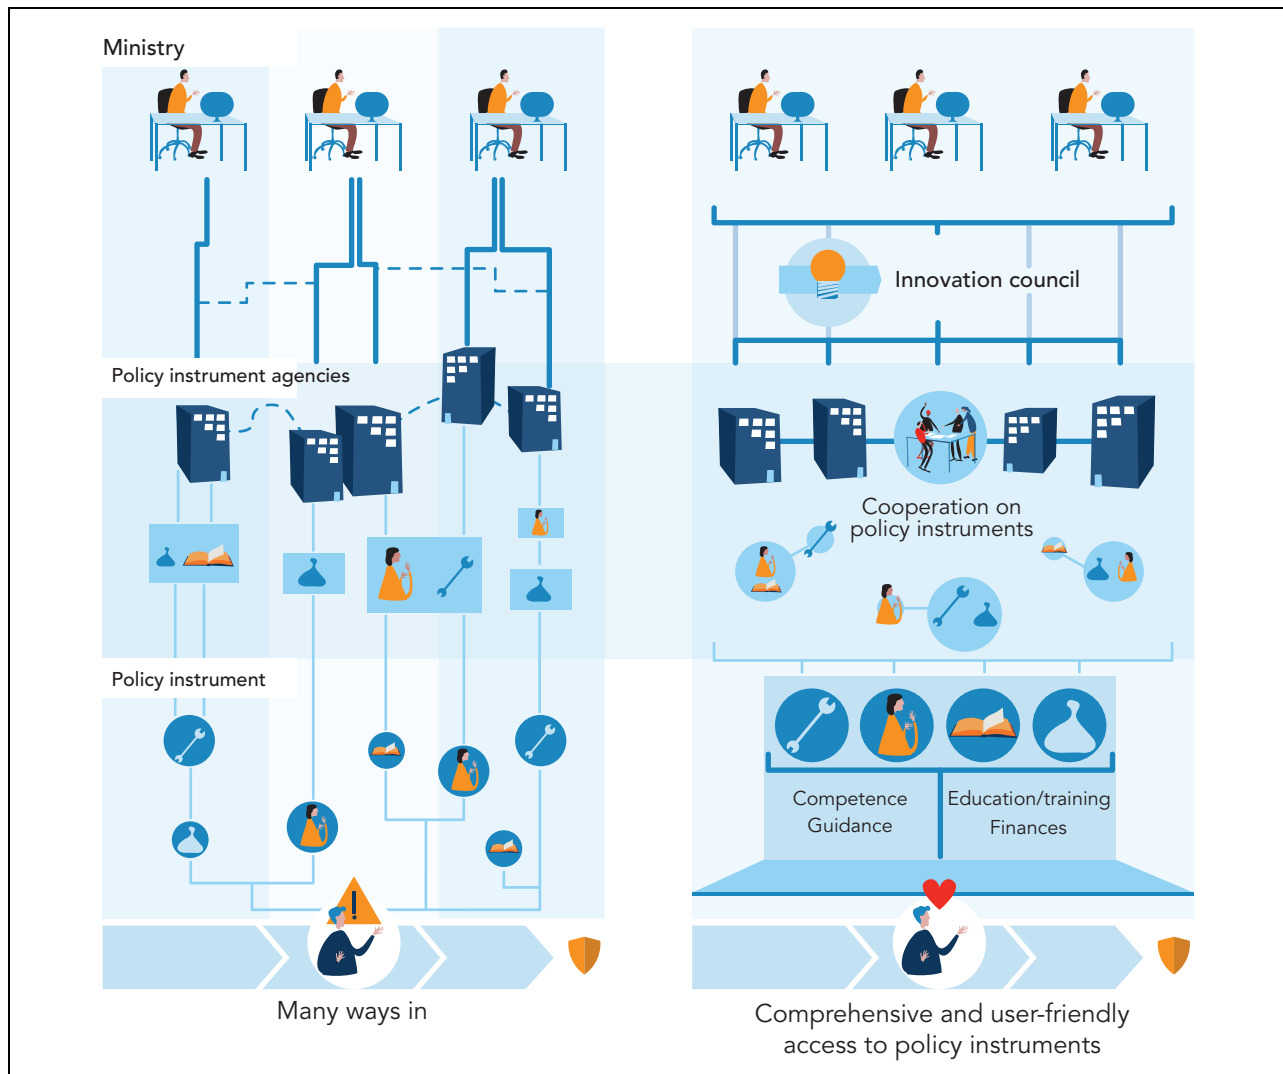 Ministry
Innovation council
Policy instrument agencies
Cooperation on
policy instruments
Policy instrument
Competence
Guidance
Education/training
Finances
!
Many ways in
Comprehensive and user-friendly
access to policy instruments